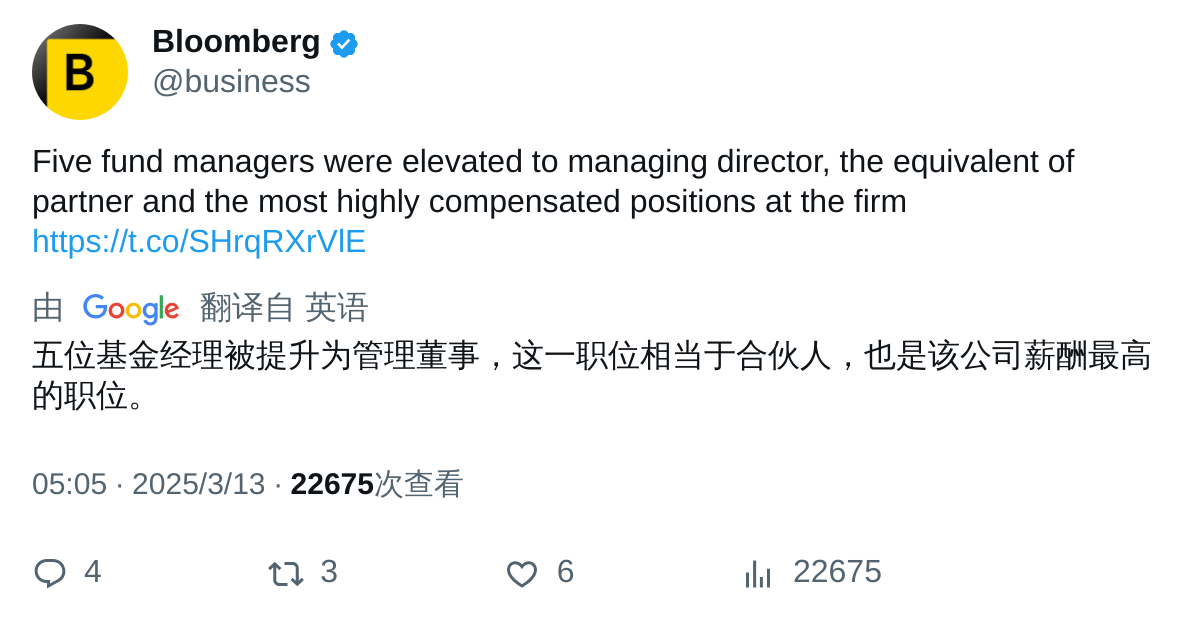 B
Bloomberg
@business
Five fund managers were elevated to managing director, the equivalent of
partner and the most highly compensated positions at the firm
https://t.co/SHrqRXrVlE
由 Google 翻译自 英语
五位基金经理被提升为管理董事，这一职位相当于合伙人，也是该公司薪酬最高
的职位。
05:05 · 2025/3/13 · 22675次查看
4 3 6 22675